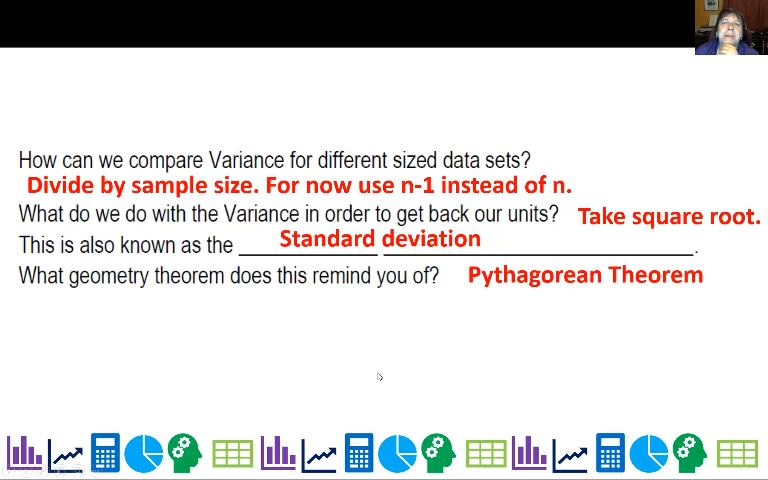 How can we compare Variance for different sized data sets?
Divide by sample size. For now use n-1 instead of n.
What do we do with the Variance in order to get back our units? Take square root.
This is also known as the Standard deviation.
What geometry theorem does this remind you of? Pythagorean Theorem